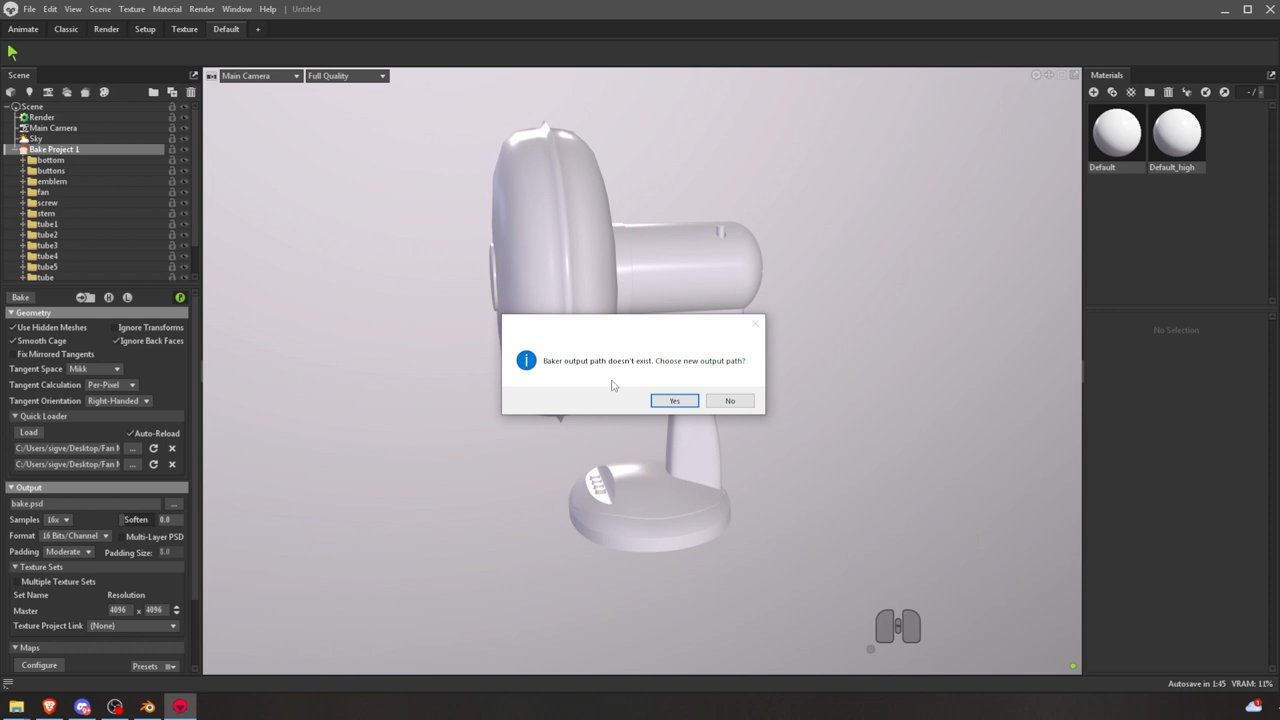 File Edit View Scene Texture Material Render Window Help Untitled
Animate Classic Render Setup Texture Default +
Scene
Main Camera Full Quality
Materials
- /
Scene
Render
Main Camera
Sky
Bake Project 1
bottom
buttons
emblem
fan
screw
stem
tube1
tube2
tube3
tube4
tube5
tube
Default Default_high
Bake H L P
Geometry
Use Hidden Meshes Ignore Transforms
Smooth Cage Ignore Back Faces
Fix Mirrored Tangents
Tangent Space Mikk
Tangent Calculation Per-Pixel
Tangent Orientation Right-Handed
Quick Loader
Load Auto-Reload
C:/Users/sigve/Desktop/Fan ...
C:/Users/sigve/Desktop/Fan ...
Output
bake.psd ...
Samples 16x Soften 0.0
Format 16 Bits/Channel Multi-Layer PSD
Padding Moderate Padding Size: 8.0
Texture Sets
Multiple Texture Sets
Set Name Resolution
Master 4096 x 4096
Texture Project Link (None)
Maps
Configure Presets
Baker output path doesn't exist. Choose new output path?
Yes No
No Selection
Autosave in 1:45 VRAM: 11%